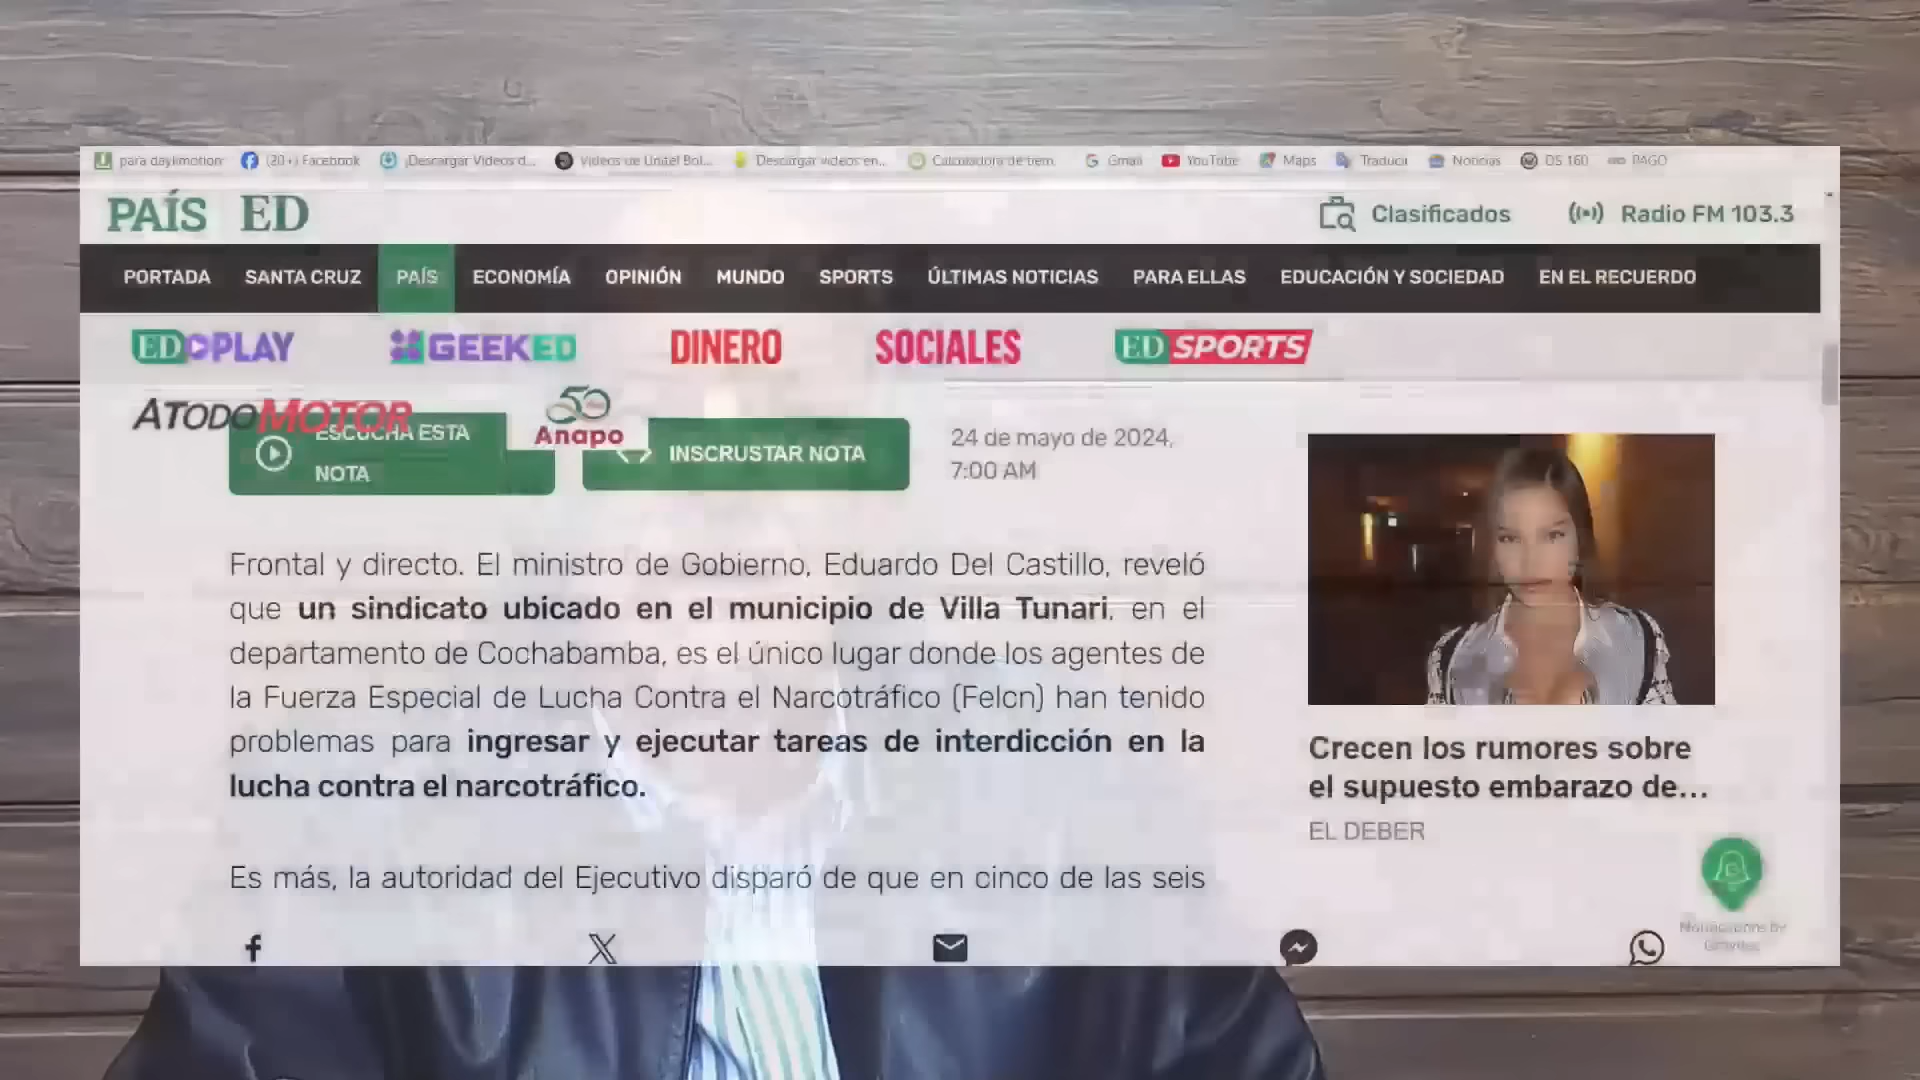 para daylimotion (20+) Facebook ¡Descargar Videos d... Videos de Unitel Bol... Descargar videos en... Calculadora de tiem... Gmail YouTube Maps Traducir Noticias DS 160 PAGO
PAÍS ED Clasificados Radio FM 103.3
PORTADA SANTA CRUZ PAÍS ECONOMÍA OPINIÓN MUNDO SPORTS ÚLTIMAS NOTICIAS PARA ELLAS EDUCACIÓN Y SOCIEDAD EN EL RECUERDO
EDPLAY GEEKED DINERO SOCIALES ED SPORTS
ATODOMOTOR 50 Anapo
ESCUCHA ESTA
NOTA
INSCRUSTAR NOTA
24 de mayo de 2024,
7:00 AM
Frontal y directo. El ministro de Gobierno, Eduardo Del Castillo, reveló
que un sindicato ubicado en el municipio de Villa Tunari, en el
departamento de Cochabamba, es el único lugar donde los agentes de
la Fuerza Especial de Lucha Contra el Narcotráfico (Felcn) han tenido
problemas para ingresar y ejecutar tareas de interdicción en la
lucha contra el narcotráfico.
Es más, la autoridad del Ejecutivo disparó de que en cinco de las seis
Crecen los rumores sobre
el supuesto embarazo de...
EL DEBER
Notifications by